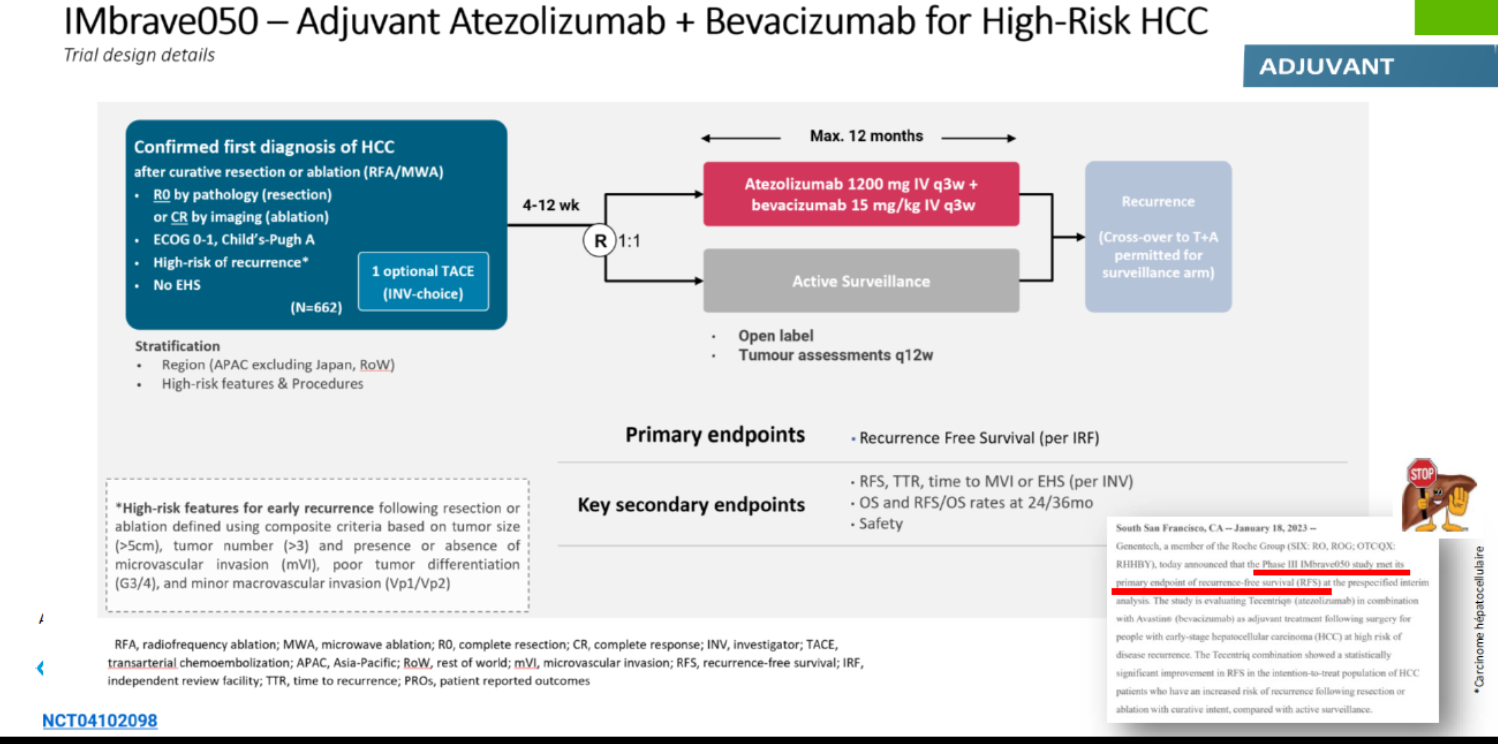 IMbrave050 – Adjuvant Atezolizumab + Bevacizumab for High-Risk HCC
Trial design details
ADJUVANT
Confirmed first diagnosis of HCC
after curative resection or ablation (RFA/MWA)
• R0 by pathology (resection)
or CR by imaging (ablation)
• ECOG 0-1, Child's-Pugh A
• High-risk of recurrence*
• No EHS
(N=662)
1 optional TACE
(INV-choice)
4-12 wk
R 1:1
Max. 12 months
Atezolizumab 1200 mg IV q3w +
bevacizumab 15 mg/kg IV q3w
Active Surveillance
Recurrence
(Cross-over to T+A
permitted for
surveillance arm)
Stratification
• Region (APAC excluding Japan, RoW)
• High-risk features & Procedures
• Open label
• Tumour assessments q12w
Primary endpoints
• Recurrence Free Survival (per IRF)
Key secondary endpoints
• RFS, TTR, time to MVI or EHS (per INV)
• OS and RFS/OS rates at 24/36mo
• Safety
*High-risk features for early recurrence following resection or
ablation defined using composite criteria based on tumor size
(>5cm), tumor number (>3) and presence or absence of
microvascular invasion (mVI), poor tumor differentiation
(G3/4), and minor macrovascular invasion (Vp1/Vp2)
STOP
South San Francisco, CA -- January 18, 2023 --
Genentech, a member of the Roche Group (SIX: RO, ROG; OTCQX:
RHHBY), today announced that the Phase III IMbrave050 study met its
primary endpoint of recurrence-free survival (RFS) at the prespecified interim
analysis. The study is evaluating Tecentriq® (atezolizumab) in combination
with Avastin® (bevacizumab) as adjuvant treatment following surgery for
people with early-stage hepatocellular carcinoma (HCC) at high risk of
disease recurrence. The Tecentriq combination showed a statistically
significant improvement in RFS in the intention-to-treat population of HCC
patients who have an increased risk of recurrence following resection or
ablation with curative intent, compared with active surveillance.
*Carcinome hépatocellulaire
RFA, radiofrequency ablation; MWA, microwave ablation; R0, complete resection; CR, complete response; INV, investigator; TACE,
transarterial chemoembolization; APAC, Asia-Pacific; RoW, rest of world; mVI, microvascular invasion; RFS, recurrence-free survival; IRF,
independent review facility; TTR, time to recurrence; PROs, patient reported outcomes
NCT04102098